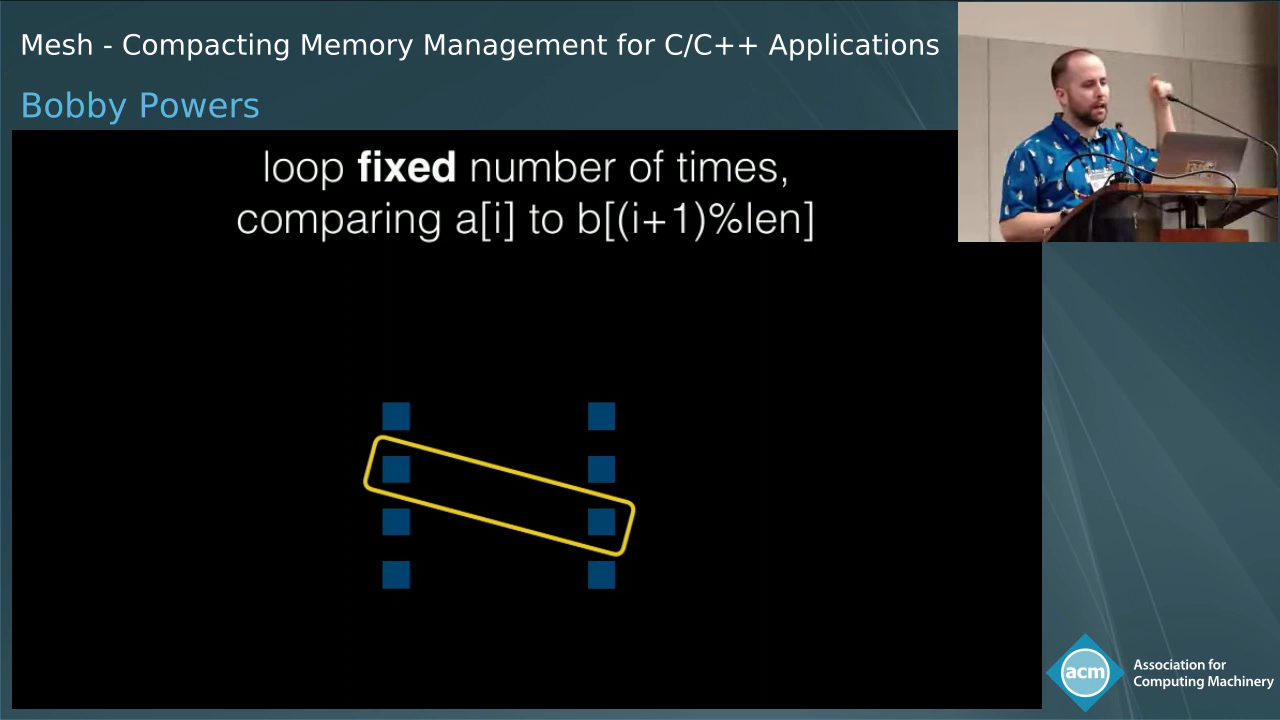 Mesh - Compacting Memory Management for C/C++ Applications
Bobby Powers
loop fixed number of times,
comparing a[i] to b[(i+1)%len]
acm
Association for
Computing Machinery